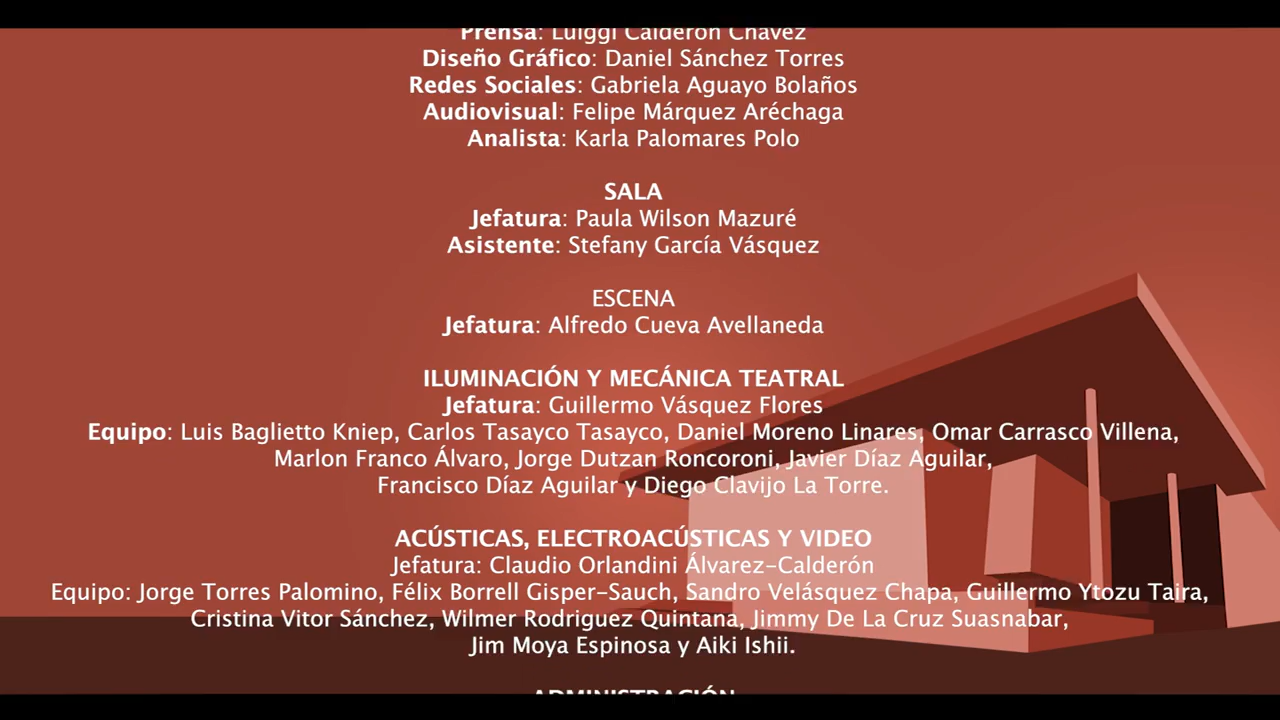 Prensa: Luiggi Calderón Chávez
Diseño Gráfico: Daniel Sánchez Torres
Redes Sociales: Gabriela Aguayo Bolaños
Audiovisual: Felipe Márquez Aréchaga
Analista: Karla Palomares Polo
SALA
Jefatura: Paula Wilson Mazuré
Asistente: Stefany García Vásquez
ESCENA
Jefatura: Alfredo Cueva Avellaneda
ILUMINACIÓN Y MECÁNICA TEATRAL
Jefatura: Guillermo Vásquez Flores
Equipo: Luis Baglietto Kniep, Carlos Tasayco Tasayco, Daniel Moreno Linares, Omar Carrasco Villena,
Marlon Franco Álvaro, Jorge Dutzan Roncoroni, Javier Díaz Aguilar,
Francisco Díaz Aguilar y Diego Clavijo La Torre.
ACÚSTICAS, ELECTROACÚSTICAS Y VIDEO
Jefatura: Claudio Orlandini Álvarez-Calderón
Equipo: Jorge Torres Palomino, Félix Borrell Gisper-Sauch, Sandro Velásquez Chapa, Guillermo Ytozu Taira,
Cristina Vitor Sánchez, Wilmer Rodriguez Quintana, Jimmy De La Cruz Suasnabar,
Jim Moya Espinosa y Aiki Ishii.
ADMINISTRACIÓN